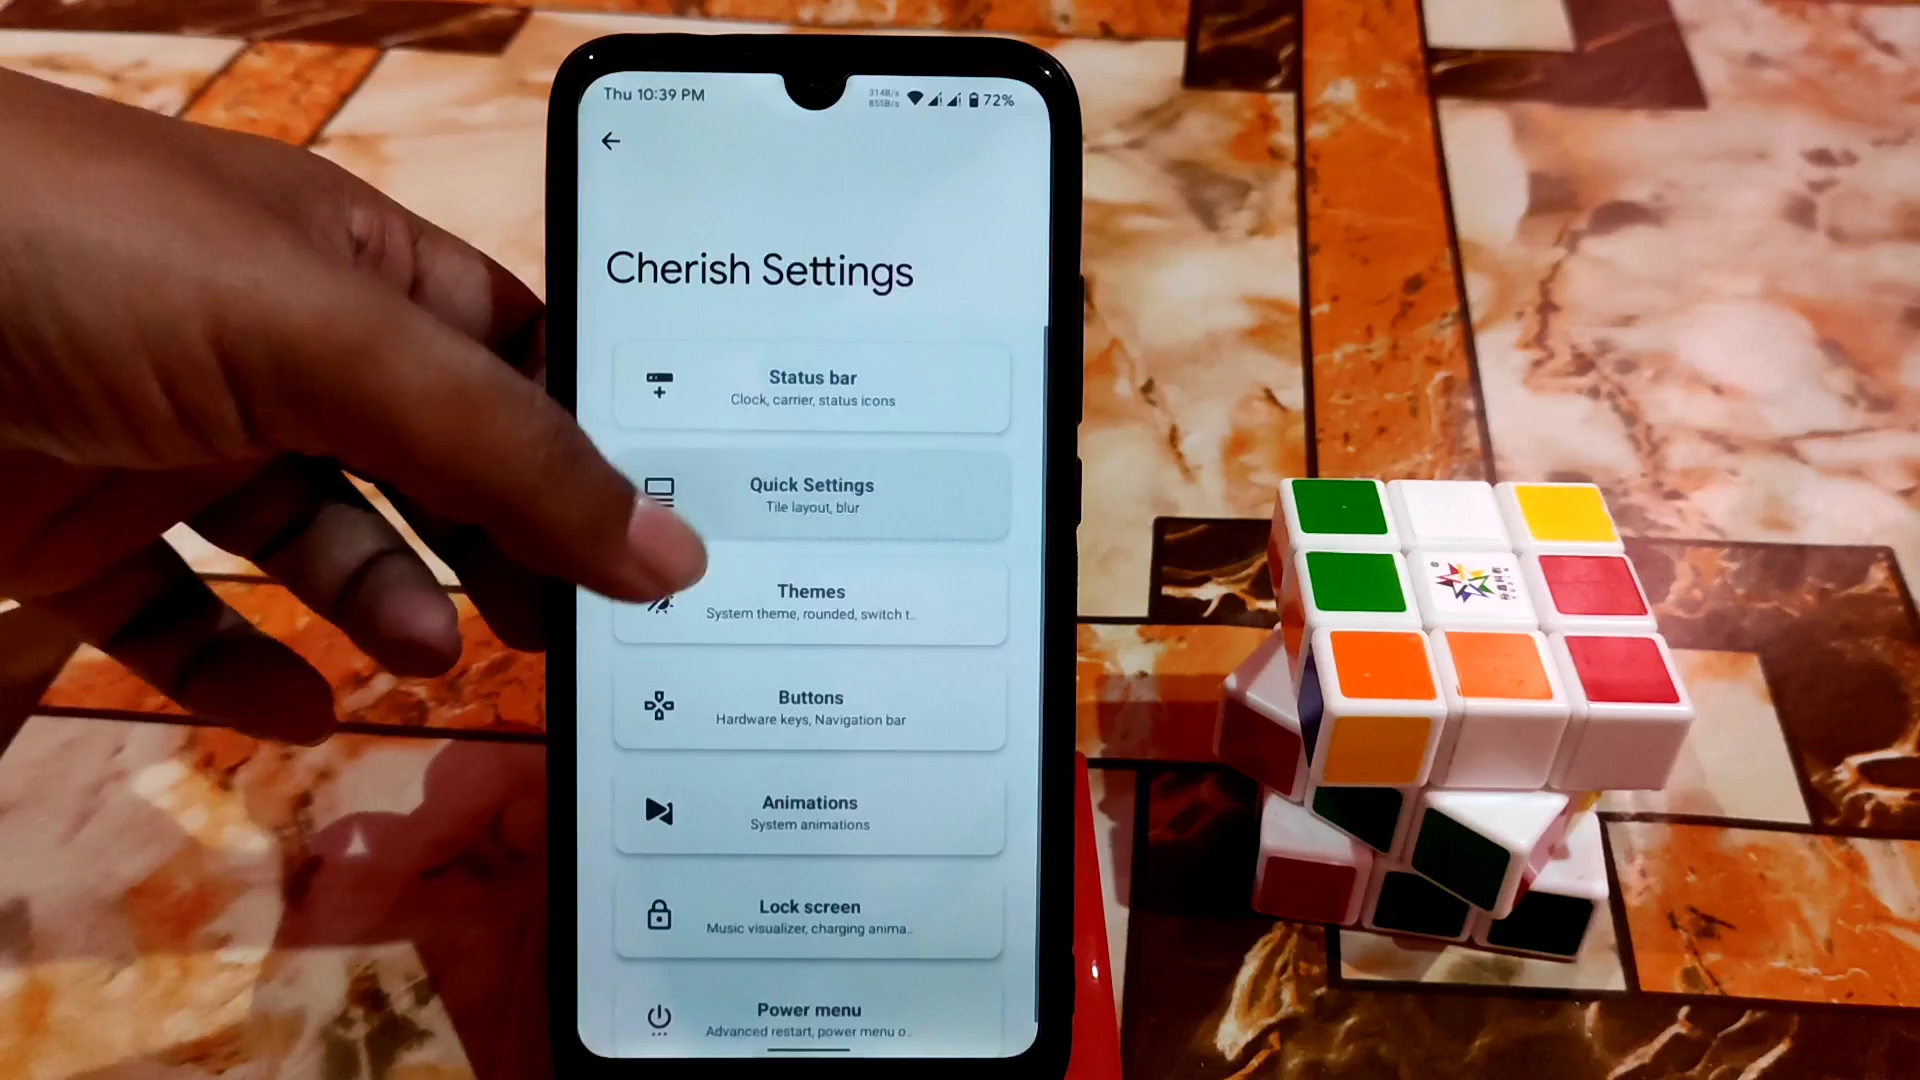 Thu 10:39 PM
314B/s
855B/s
72%
Cherish Settings
Status bar
Clock, carrier, status icons
Quick Settings
Tile layout, blur
Themes
System theme, rounded, switch t..
Buttons
Hardware keys, Navigation bar
Animations
System animations
Lock screen
Music visualizer, charging anima..
Power menu
Advanced restart, power menu o..